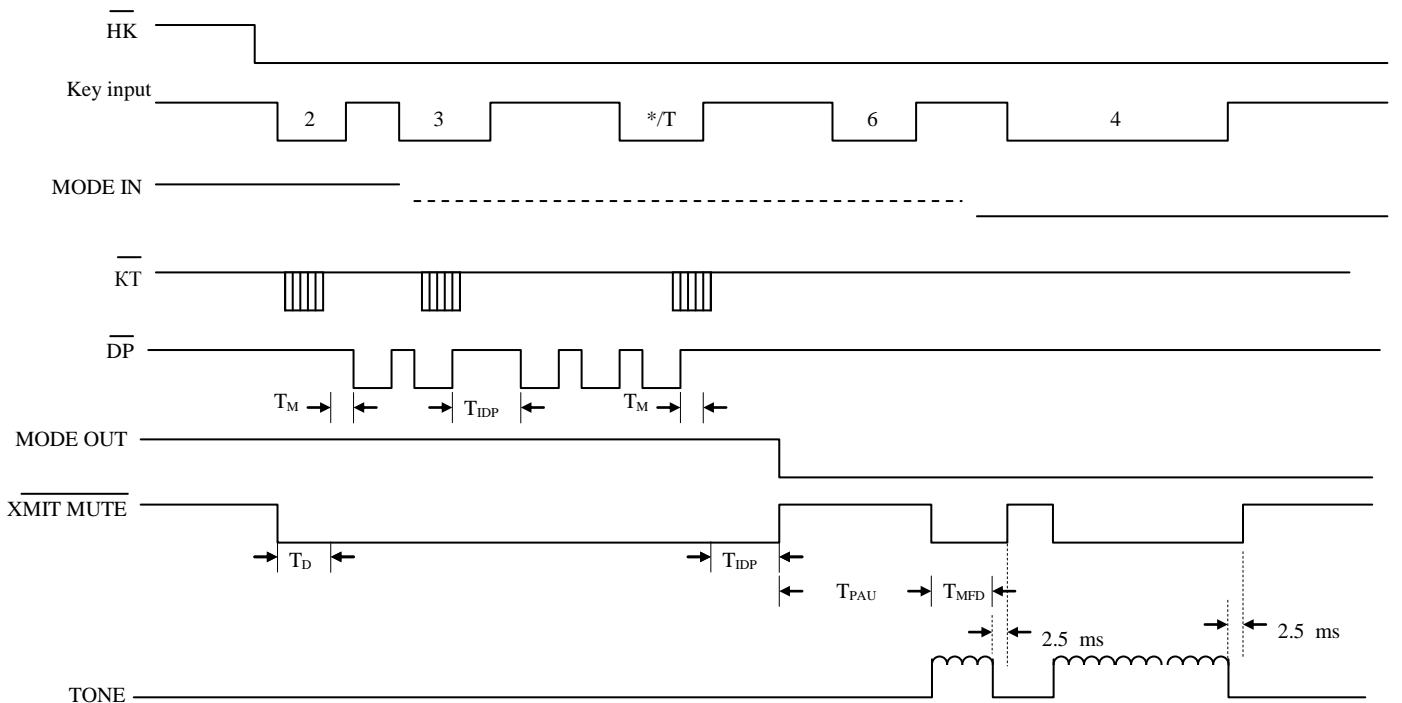 HK
Key input
2 3 */T 6 4
MODE IN
KT
DP
TM TIDP TM
MODE OUT
XMIT MUTE
TD TIDP
TPAU TMFD
2.5 ms 2.5 ms
TONE